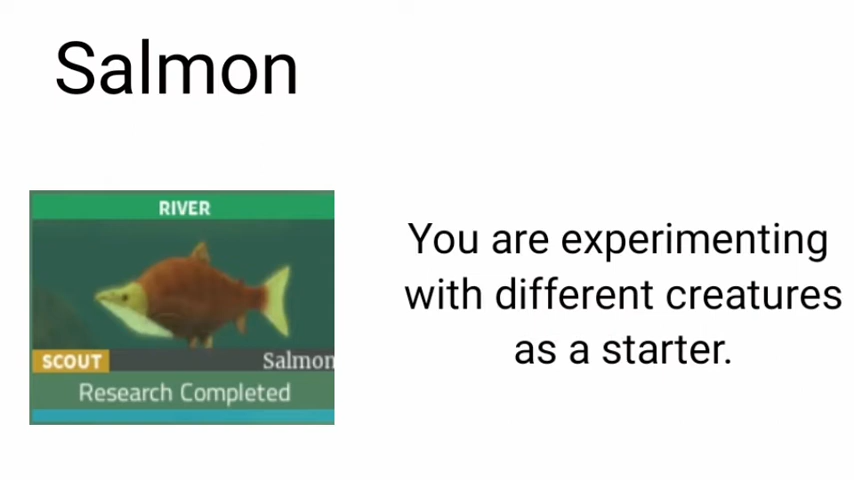 Salmon
RIVER
SCOUT Salmon
Research Completed
You are experimenting
with different creatures
as a starter.